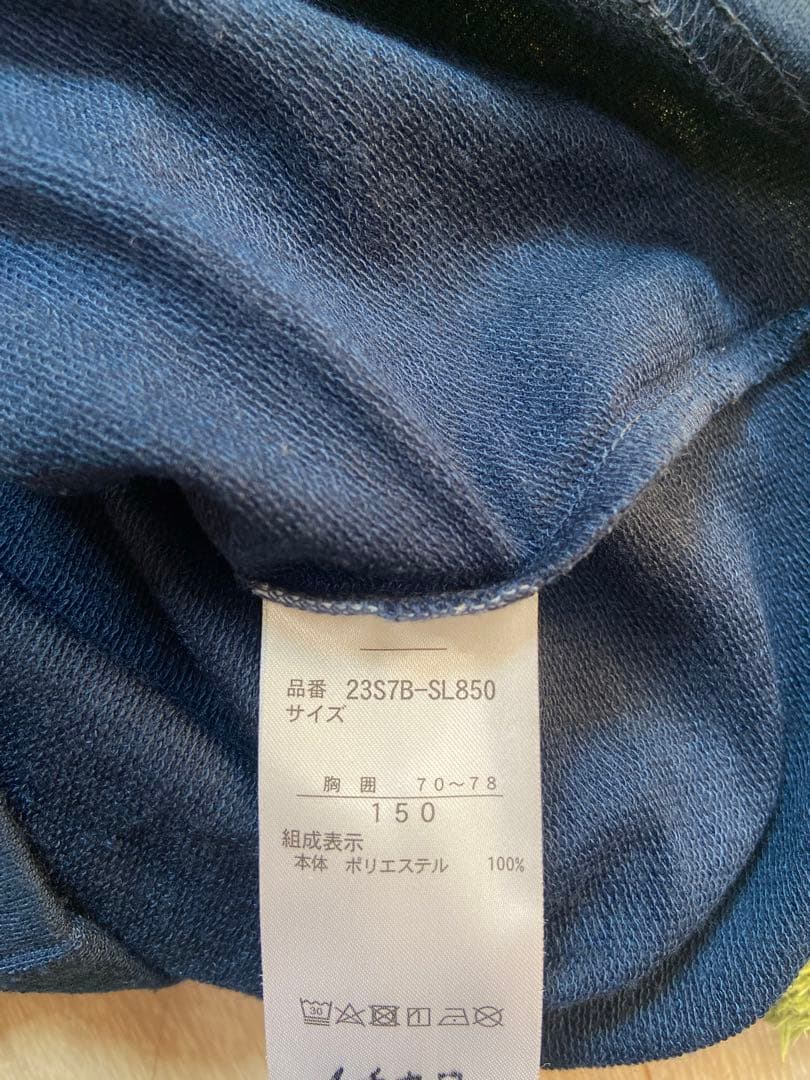 品番 23S7B-SL850
サイズ
胸 囲 70~78
150
組成表示
本体 ポリエステル 100%
30